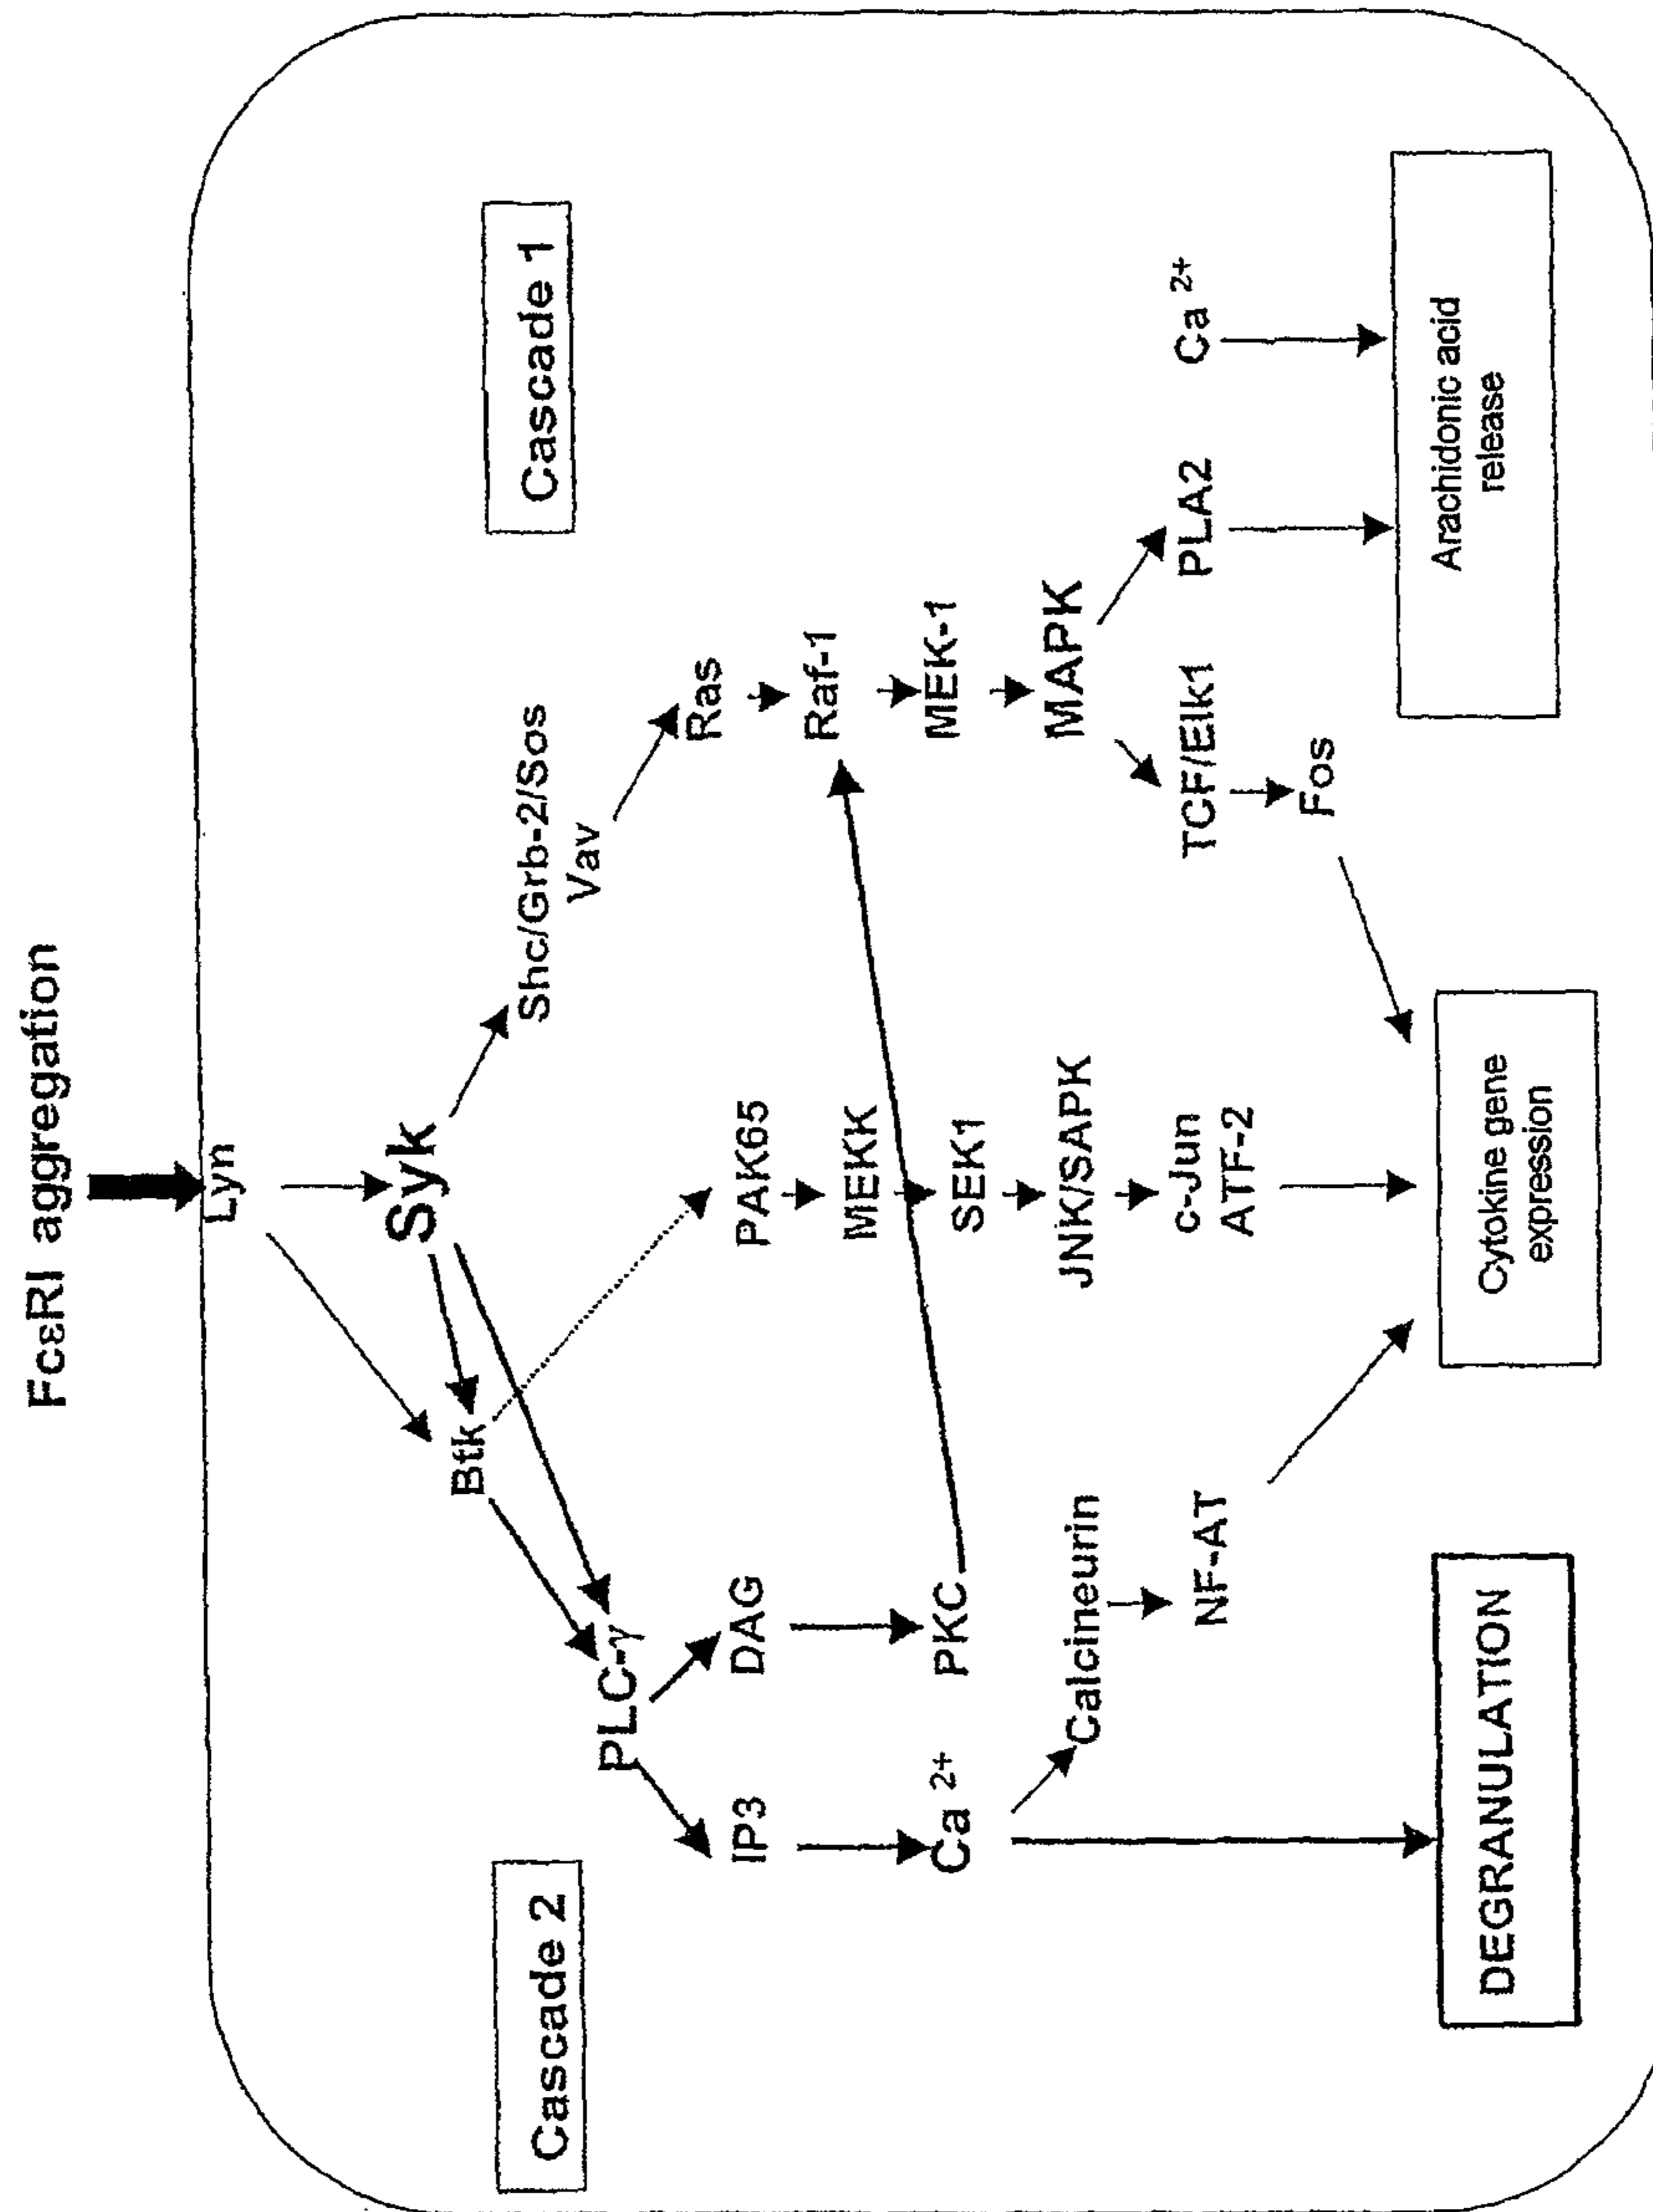 FcεRI aggregation
Lyn
Syk
Cascade 2
Cascade 1
Btk
Shc/Grb-2/Sos
Vav
PLC-γ
IP3
DAG
PAK65
Ras
MEKK
Raf-1
Ca 2+
PKC
SEK1
MEK-1
Calcineurin
JNK/SAPK
MAPK
NF-AT
c-Jun
ATF-2
TCF/Elk1
PLA2
Ca 2+
Fos
DEGRANULATION
Cytokine gene
expression
Arachidonic acid
release